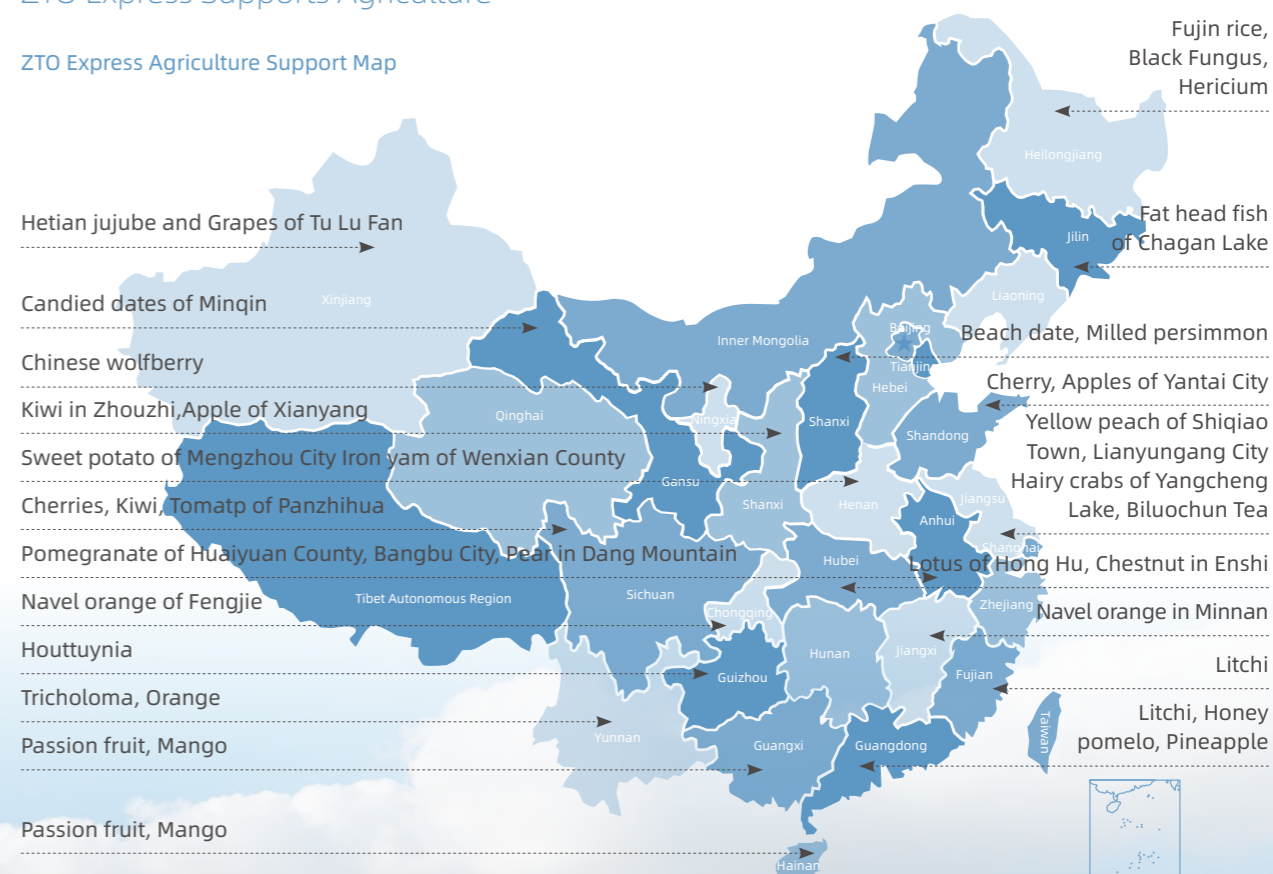 ZTO Express Supports Agriculture
ZTO Express Agriculture Support Map
Fujin rice,
Black Fungus,
Hericium
Heilongjiang
Hetian jujube and Grapes of Tu Lu Fan
Fat head fish
of Chagan Lake
Jilin
Xinjiang
Liaoning
Candied dates of Minqin
Beijing
Beach date, Milled persimmon
Inner Mongolia
Chinese wolfberry
Tianjin
Hebei
Cherry, Apples of Yantai City
Kiwi in Zhouzhi,Apple of Xianyang
Qinghai
Ningxia
Shanxi
Shandong
Yellow peach of Shiqiao
Town, Lianyungang City
Hairy crabs of Yangcheng
Lake, Biluochun Tea
Sweet potato of Mengzhou City Iron yam of Wenxian County
Gansu
Shanxi
Henan
Jiangsu
Anhui
Shanghai
Cherries, Kiwi, Tomatp of Panzhihua
Pomegranate of Huaiyuan County, Bangbu City, Pear in Dang Mountain
Hubei
Lotus of Hong Hu, Chestnut in Enshi
Navel orange of Fengjie
Tibet Autonomous Region
Sichuan
Chongqing
Zhejiang
Navel orange in Minnan
Houttuynia
Hunan
Jiangxi
Litchi
Guizhou
Fujian
Tricholoma, Orange
Litchi, Honey
pomelo, Pineapple
Yunnan
Passion fruit, Mango
Guangxi
Guangdong
Taiwan
Passion fruit, Mango
Hainan